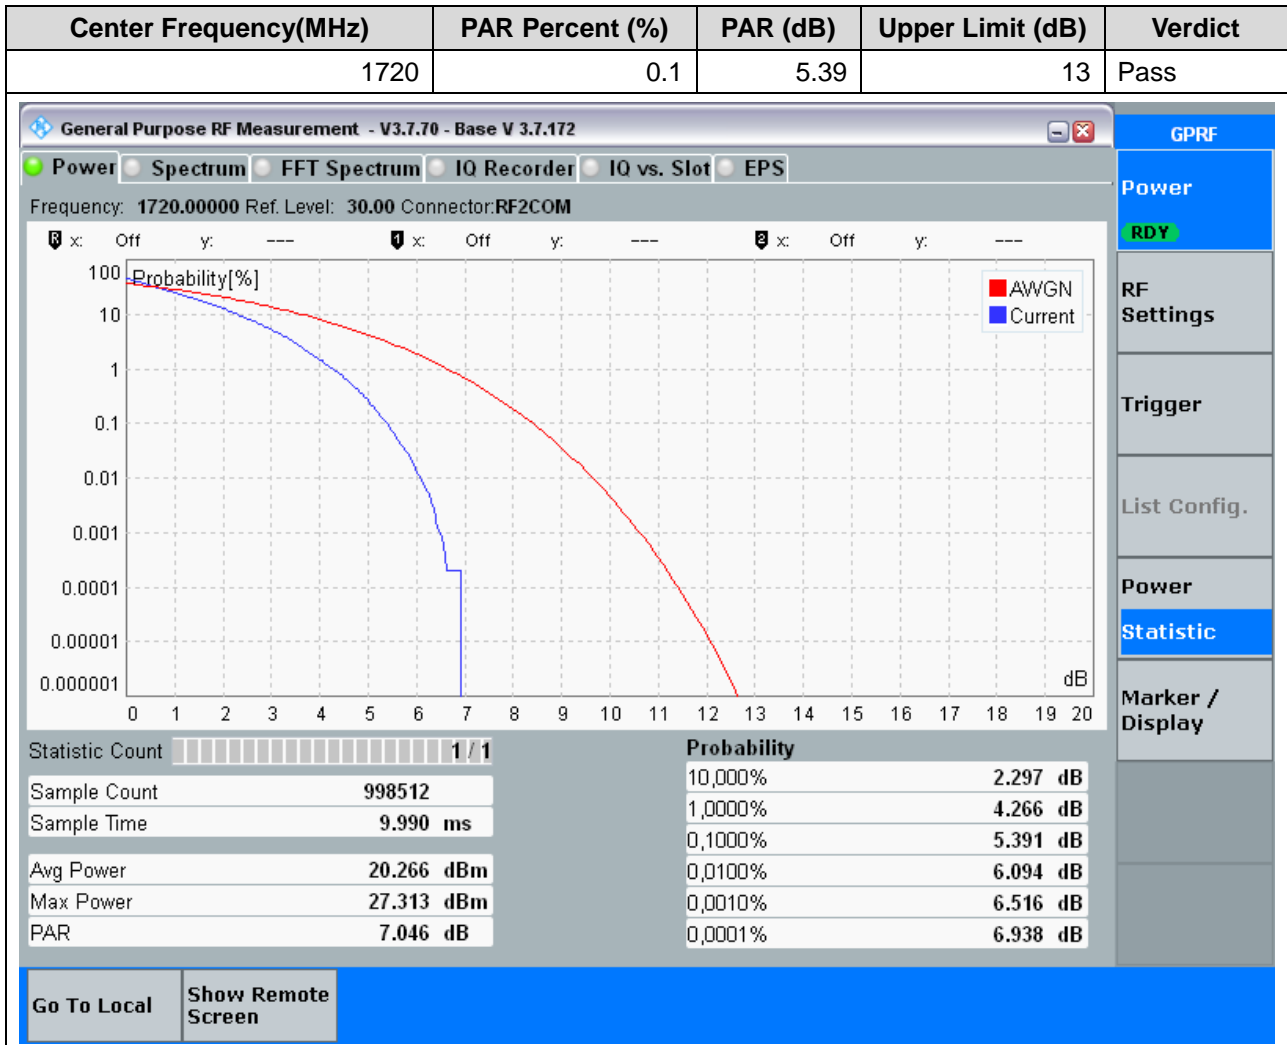 Center Frequency(MHz) PAR Percent (%) PAR (dB) Upper Limit (dB) Verdict
1720 0.1 5.39 13 Pass
General Purpose RF Measurement - V3.7.70 - Base V 3.7.172
GPRF
Power Spectrum FFT Spectrum IQ Recorder IQ vs. Slot EPS
Power
RDY
Frequency: 1720.00000 Ref. Level: 30.00 Connector:RF2COM
R x: Off y: --- 1 x: Off y: --- 2 x: Off y: ---
Probability[%]
AWGN
Current
100
10
1
0.1
0.01
0.001
0.0001
0.00001
0.000001
dB
0 1 2 3 4 5 6 7 8 9 10 11 12 13 14 15 16 17 18 19 20
RF
Settings
Trigger
List Config.
Power
Statistic
Marker /
Display
Statistic Count 1 / 1
Sample Count 998512
Sample Time 9.990 ms
Avg Power 20.266 dBm
Max Power 27.313 dBm
PAR 7.046 dB
Probability
10,000% 2.297 dB
1,0000% 4.266 dB
0,1000% 5.391 dB
0,0100% 6.094 dB
0,0010% 6.516 dB
0,0001% 6.938 dB
Go To Local
Show Remote
Screen